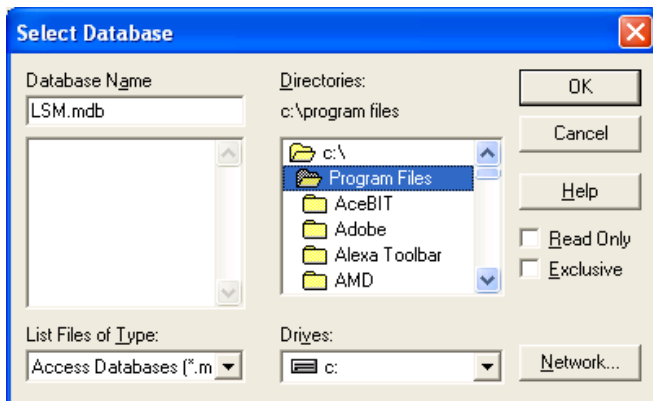 Select Database
Database Name
LSM.mdb
Directories:
c:\program files
c:\
Program Files
AceBIT
Adobe
Alexa Toolbar
AMD
OK
Cancel
Help
Read Only
Exclusive
List Files of Type:
Access Databases (*.m
Drives:
c:
Network...